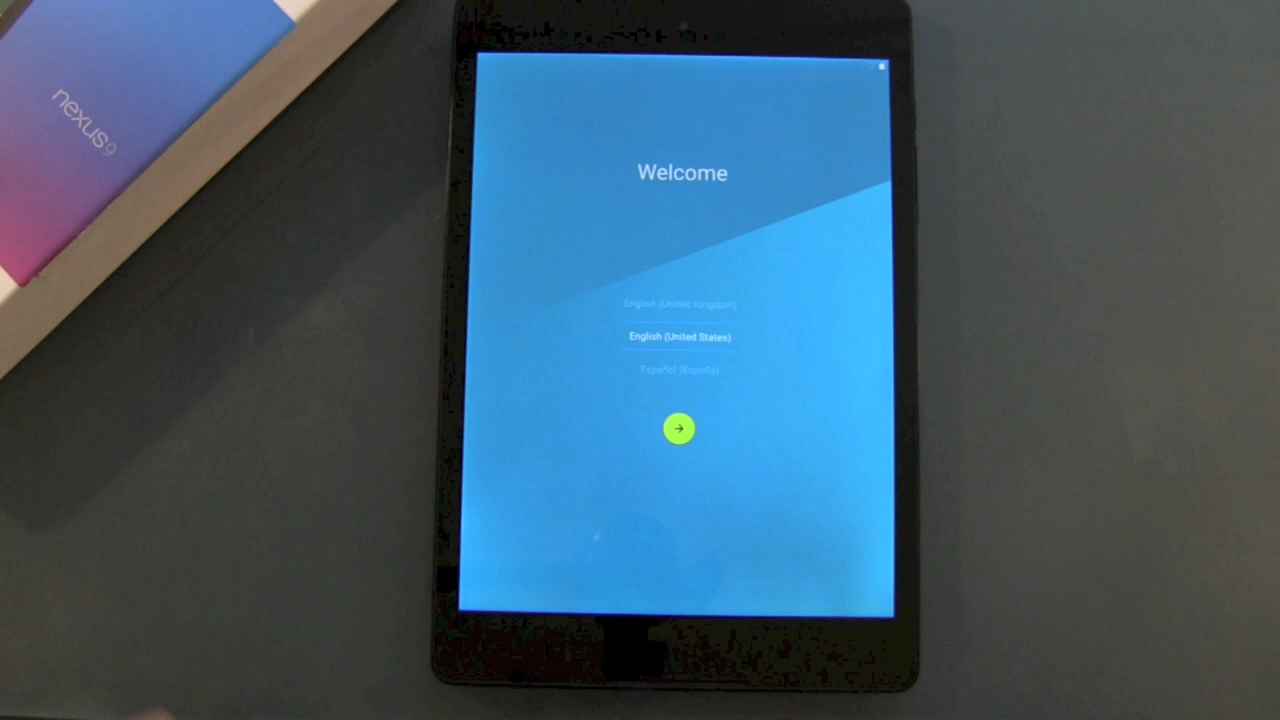 nexus9
Welcome
English (United Kingdom)
English (United States)
Español (España)